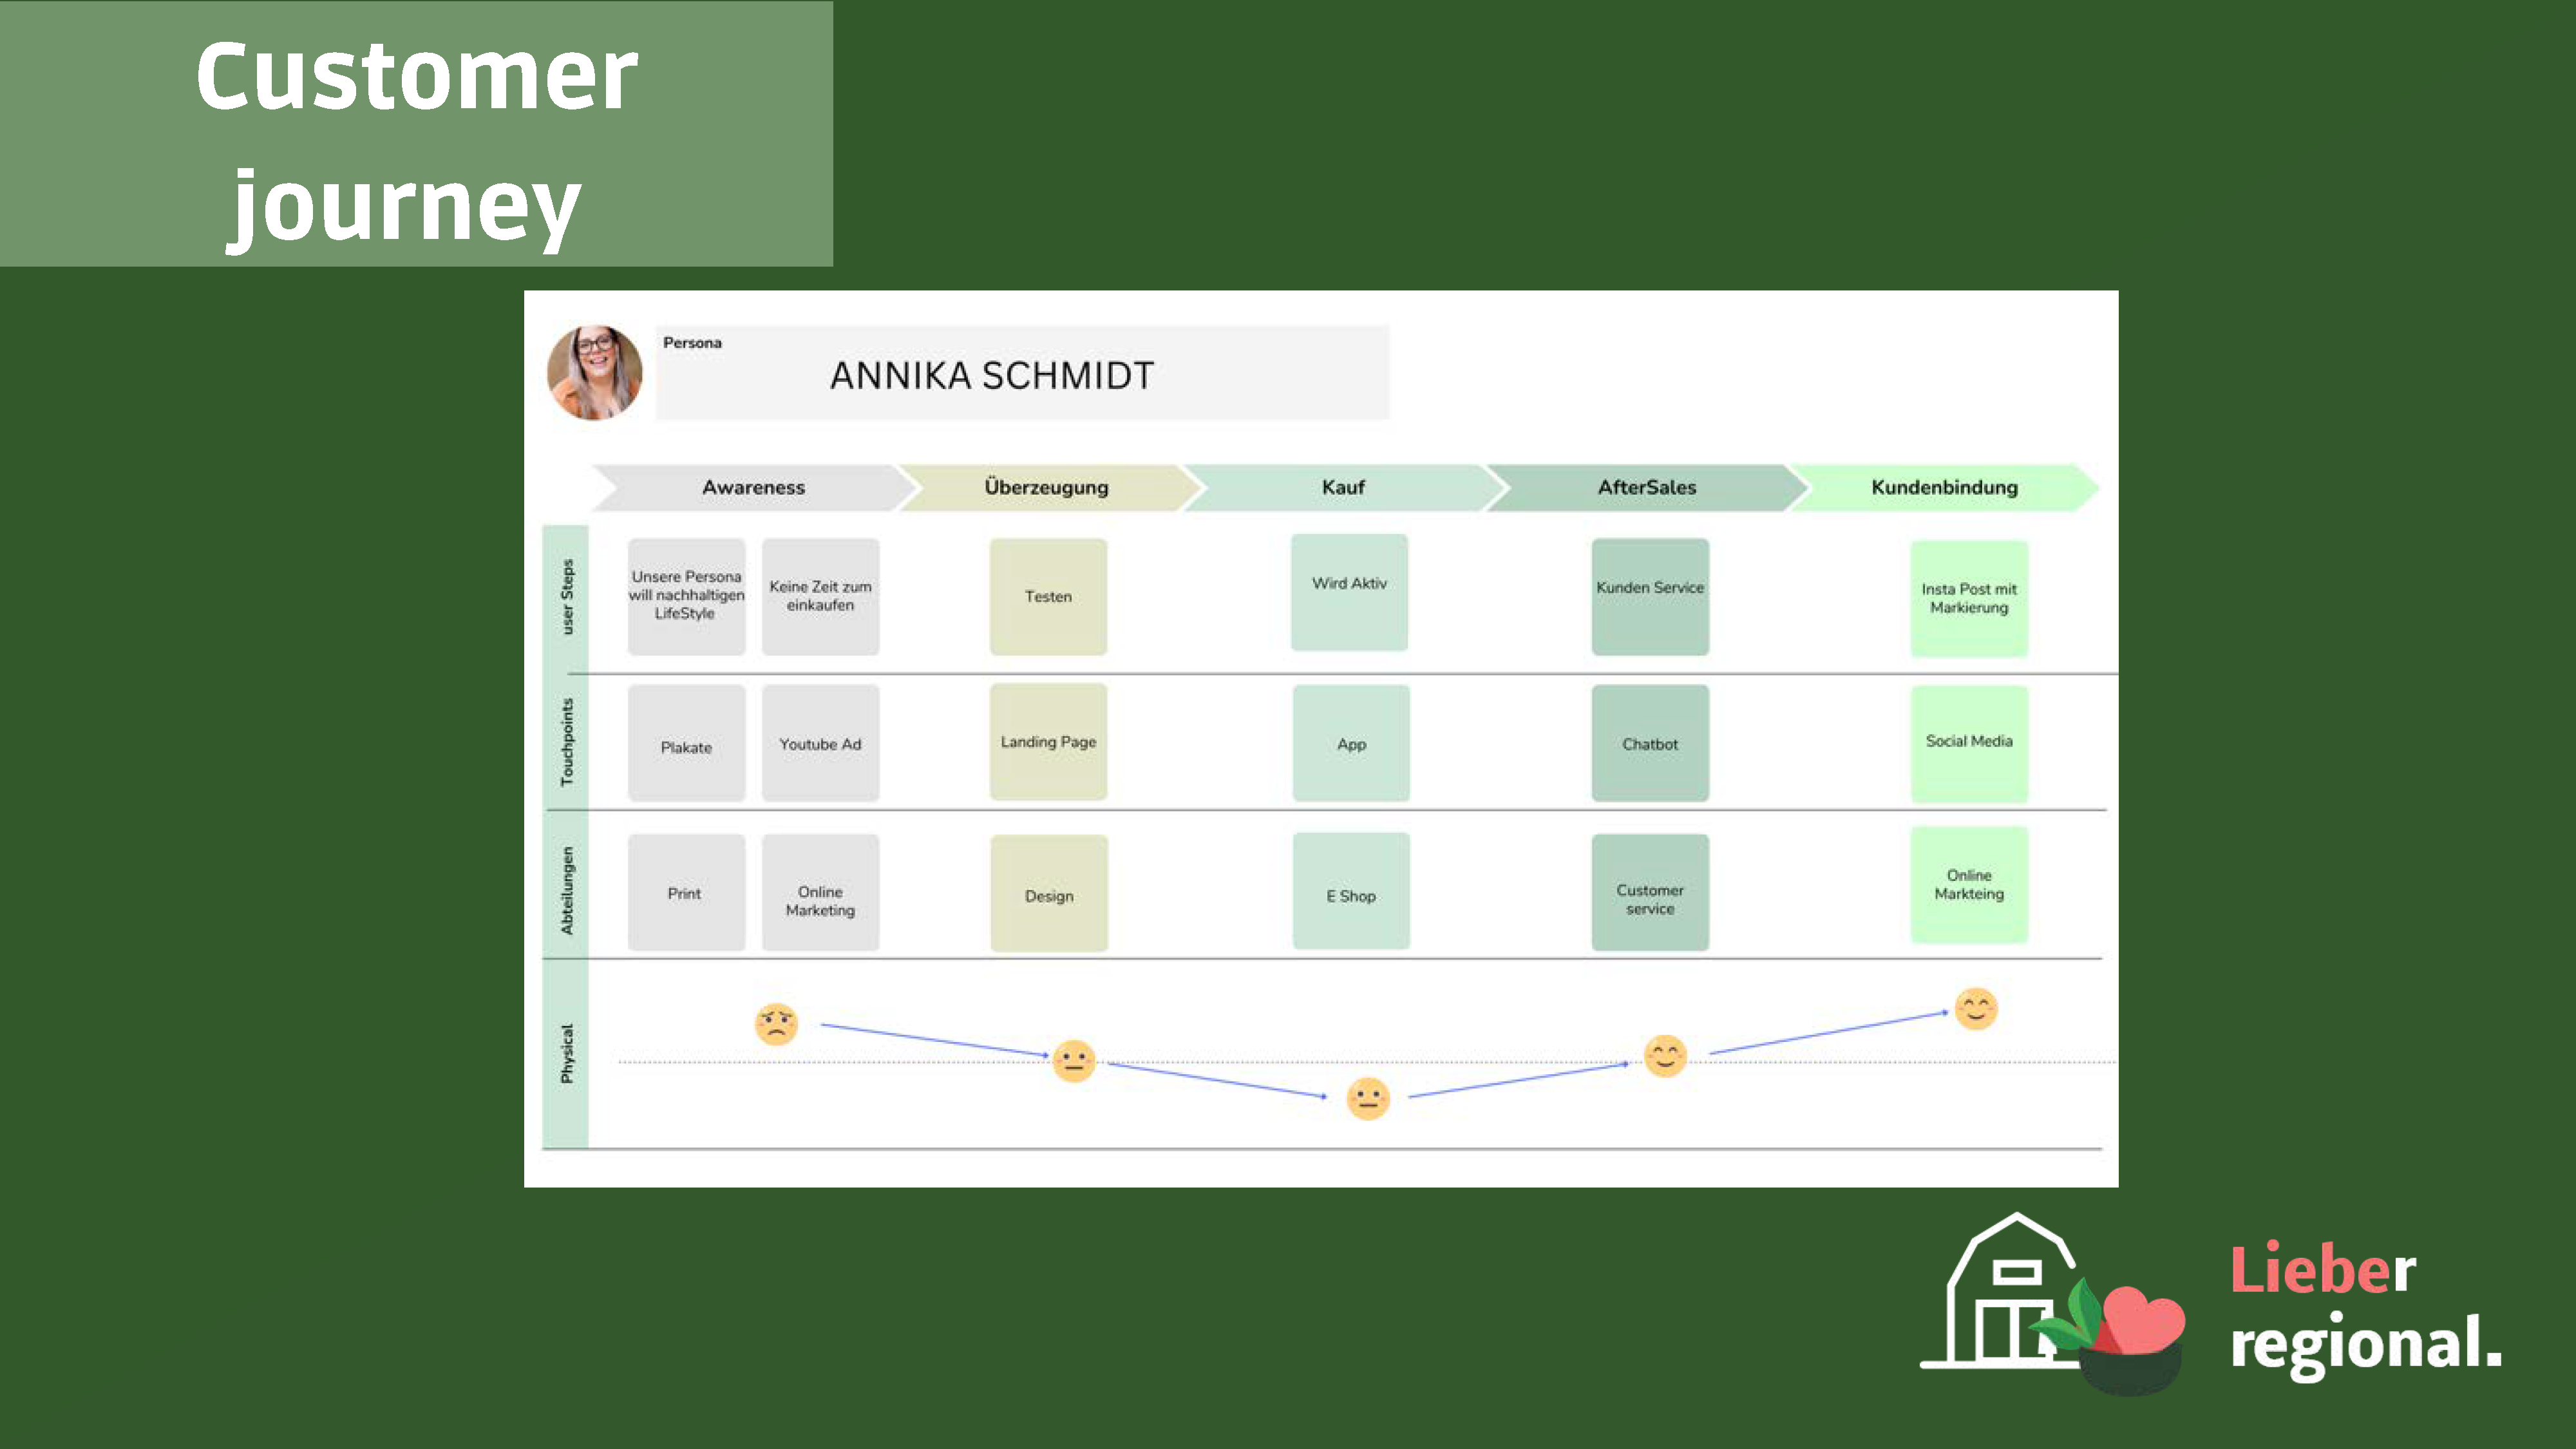 Customer
journey
Persona
ANNIKA SCHMIDT
Awareness
Überzeugung
Kauf
AfterSales
Kundenbindung
user Steps
Unsere Persona
will nachhaltigen
LifeStyle
Keine Zeit zum
einkaufen
Testen
Wird Aktiv
Kunden Service
Insta Post mit
Markierung
Touchpoints
Plakate
Youtube Ad
Landing Page
App
Chatbot
Social Media
Abteilungen
Print
Online
Marketing
Design
E Shop
Customer
service
Online
Markteing
Physical
Lieber
regional.